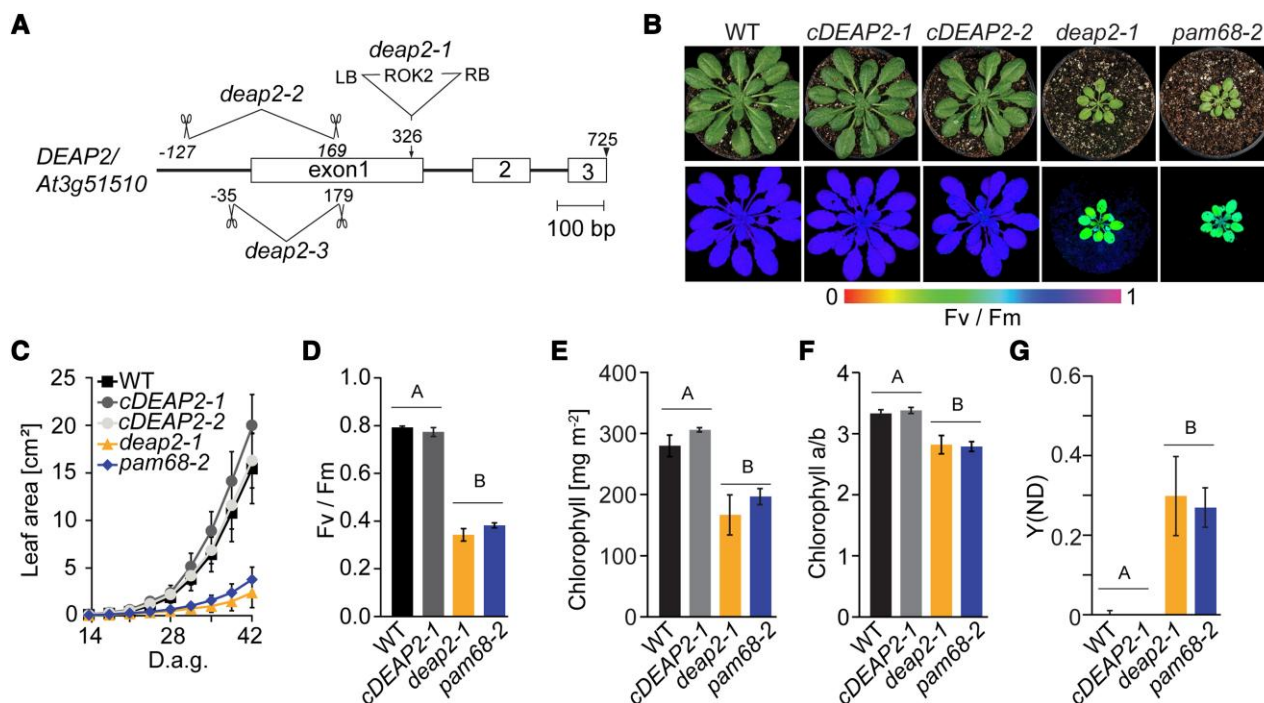 A
deap2-1
LB
ROK2
RB
deap2-2
-127
169
326
725
DEAP2/
At3g51510
exon1
2
3
-35
179
100 bp
deap2-3
B
WT
cDEAP2-1
cDEAP2-2
deap2-1
pam68-2
0
1
Fv / Fm
C
25
20
15
10
5
0
Leaf area [cm²]
WT
cDEAP2-1
cDEAP2-2
deap2-1
pam68-2
14
28
42
D.a.g.
D
1.0
0.8
0.6
0.4
0.2
0.0
Fv / Fm
A
B
WT
cDEAP2-1
deap2-1
pam68-2
E
400
300
200
100
0
Chlorophyll [mg m-2]
A
B
WT
cDEAP2-1
deap2-1
pam68-2
F
4
3
2
1
0
Chlorophyll a/b
A
B
WT
cDEAP2-1
deap2-1
pam68-2
G
0.4
0.2
0
Y(ND)
A
B
WT
cDEAP2-1
deap2-1
pam68-2